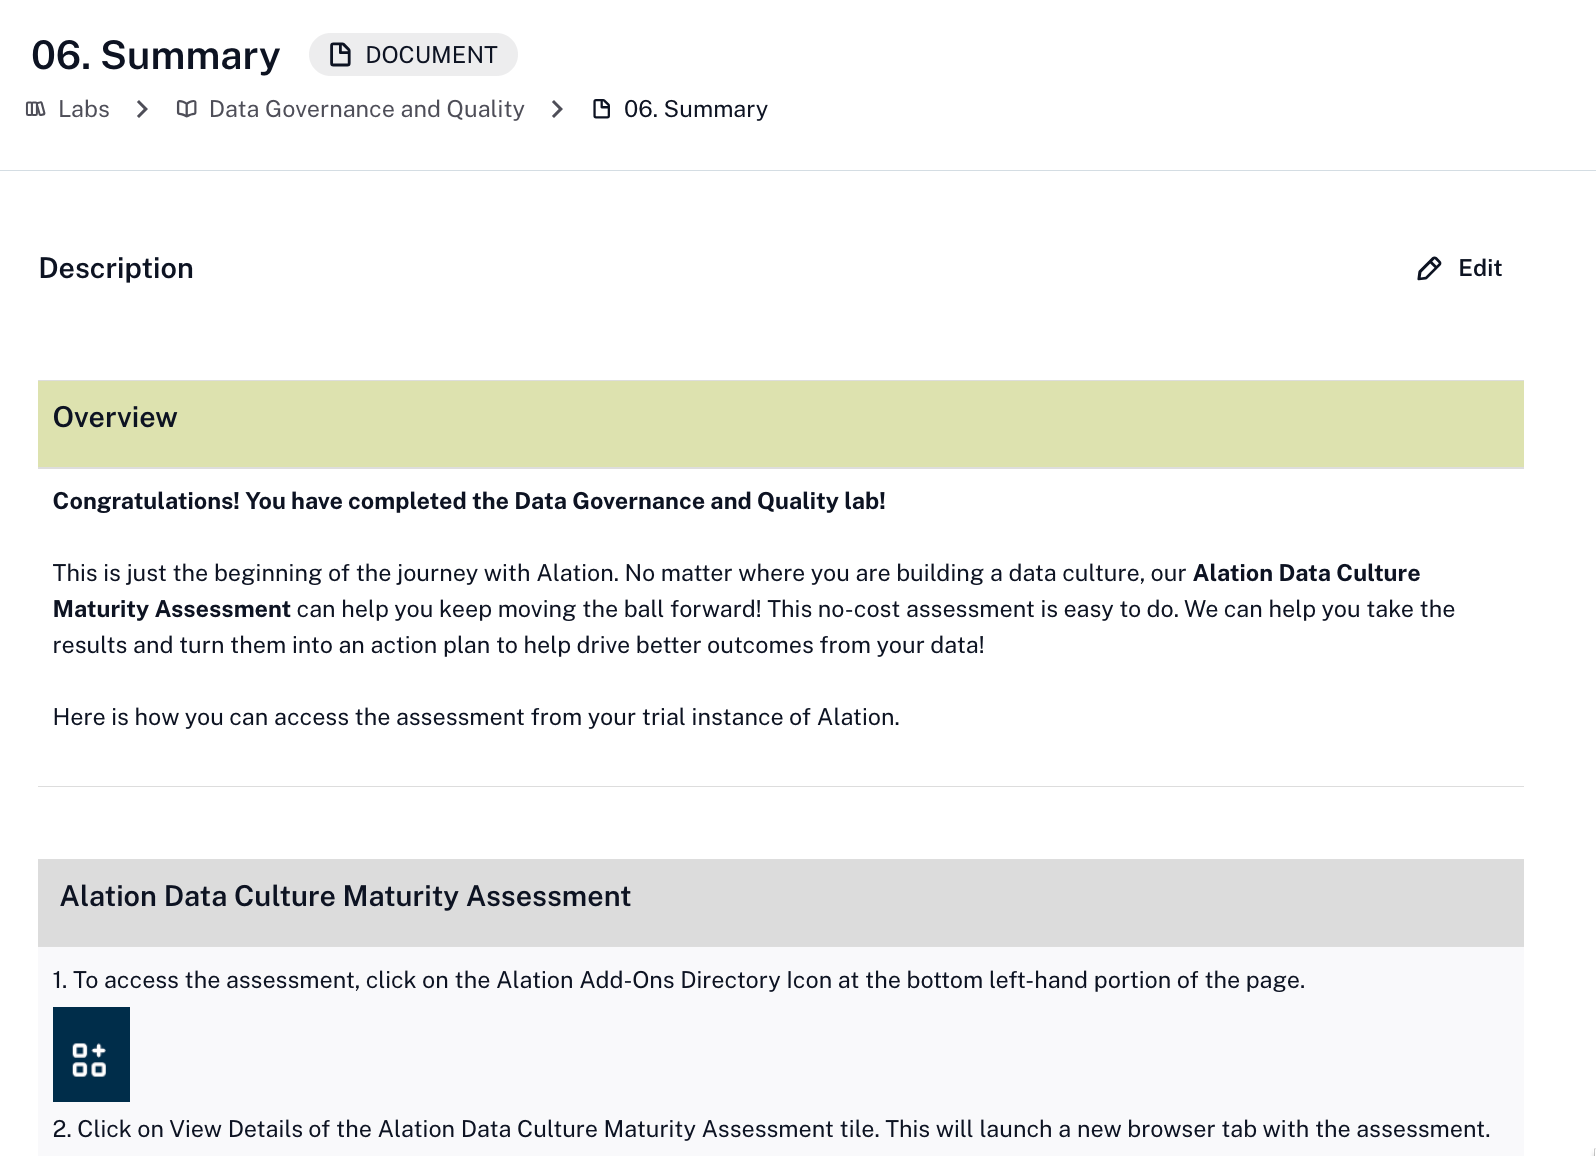 06. Summary
DOCUMENT
Labs
Data Governance and Quality
06. Summary
Description
Edit
Overview
Congratulations! You have completed the Data Governance and Quality lab!
This is just the beginning of the journey with Alation. No matter where you are building a data culture, our Alation Data Culture
Maturity Assessment can help you keep moving the ball forward! This no-cost assessment is easy to do. We can help you take the
results and turn them into an action plan to help drive better outcomes from your data!
Here is how you can access the assessment from your trial instance of Alation.
Alation Data Culture Maturity Assessment
1. To access the assessment, click on the Alation Add-Ons Directory Icon at the bottom left-hand portion of the page.
2. Click on View Details of the Alation Data Culture Maturity Assessment tile. This will launch a new browser tab with the assessment.